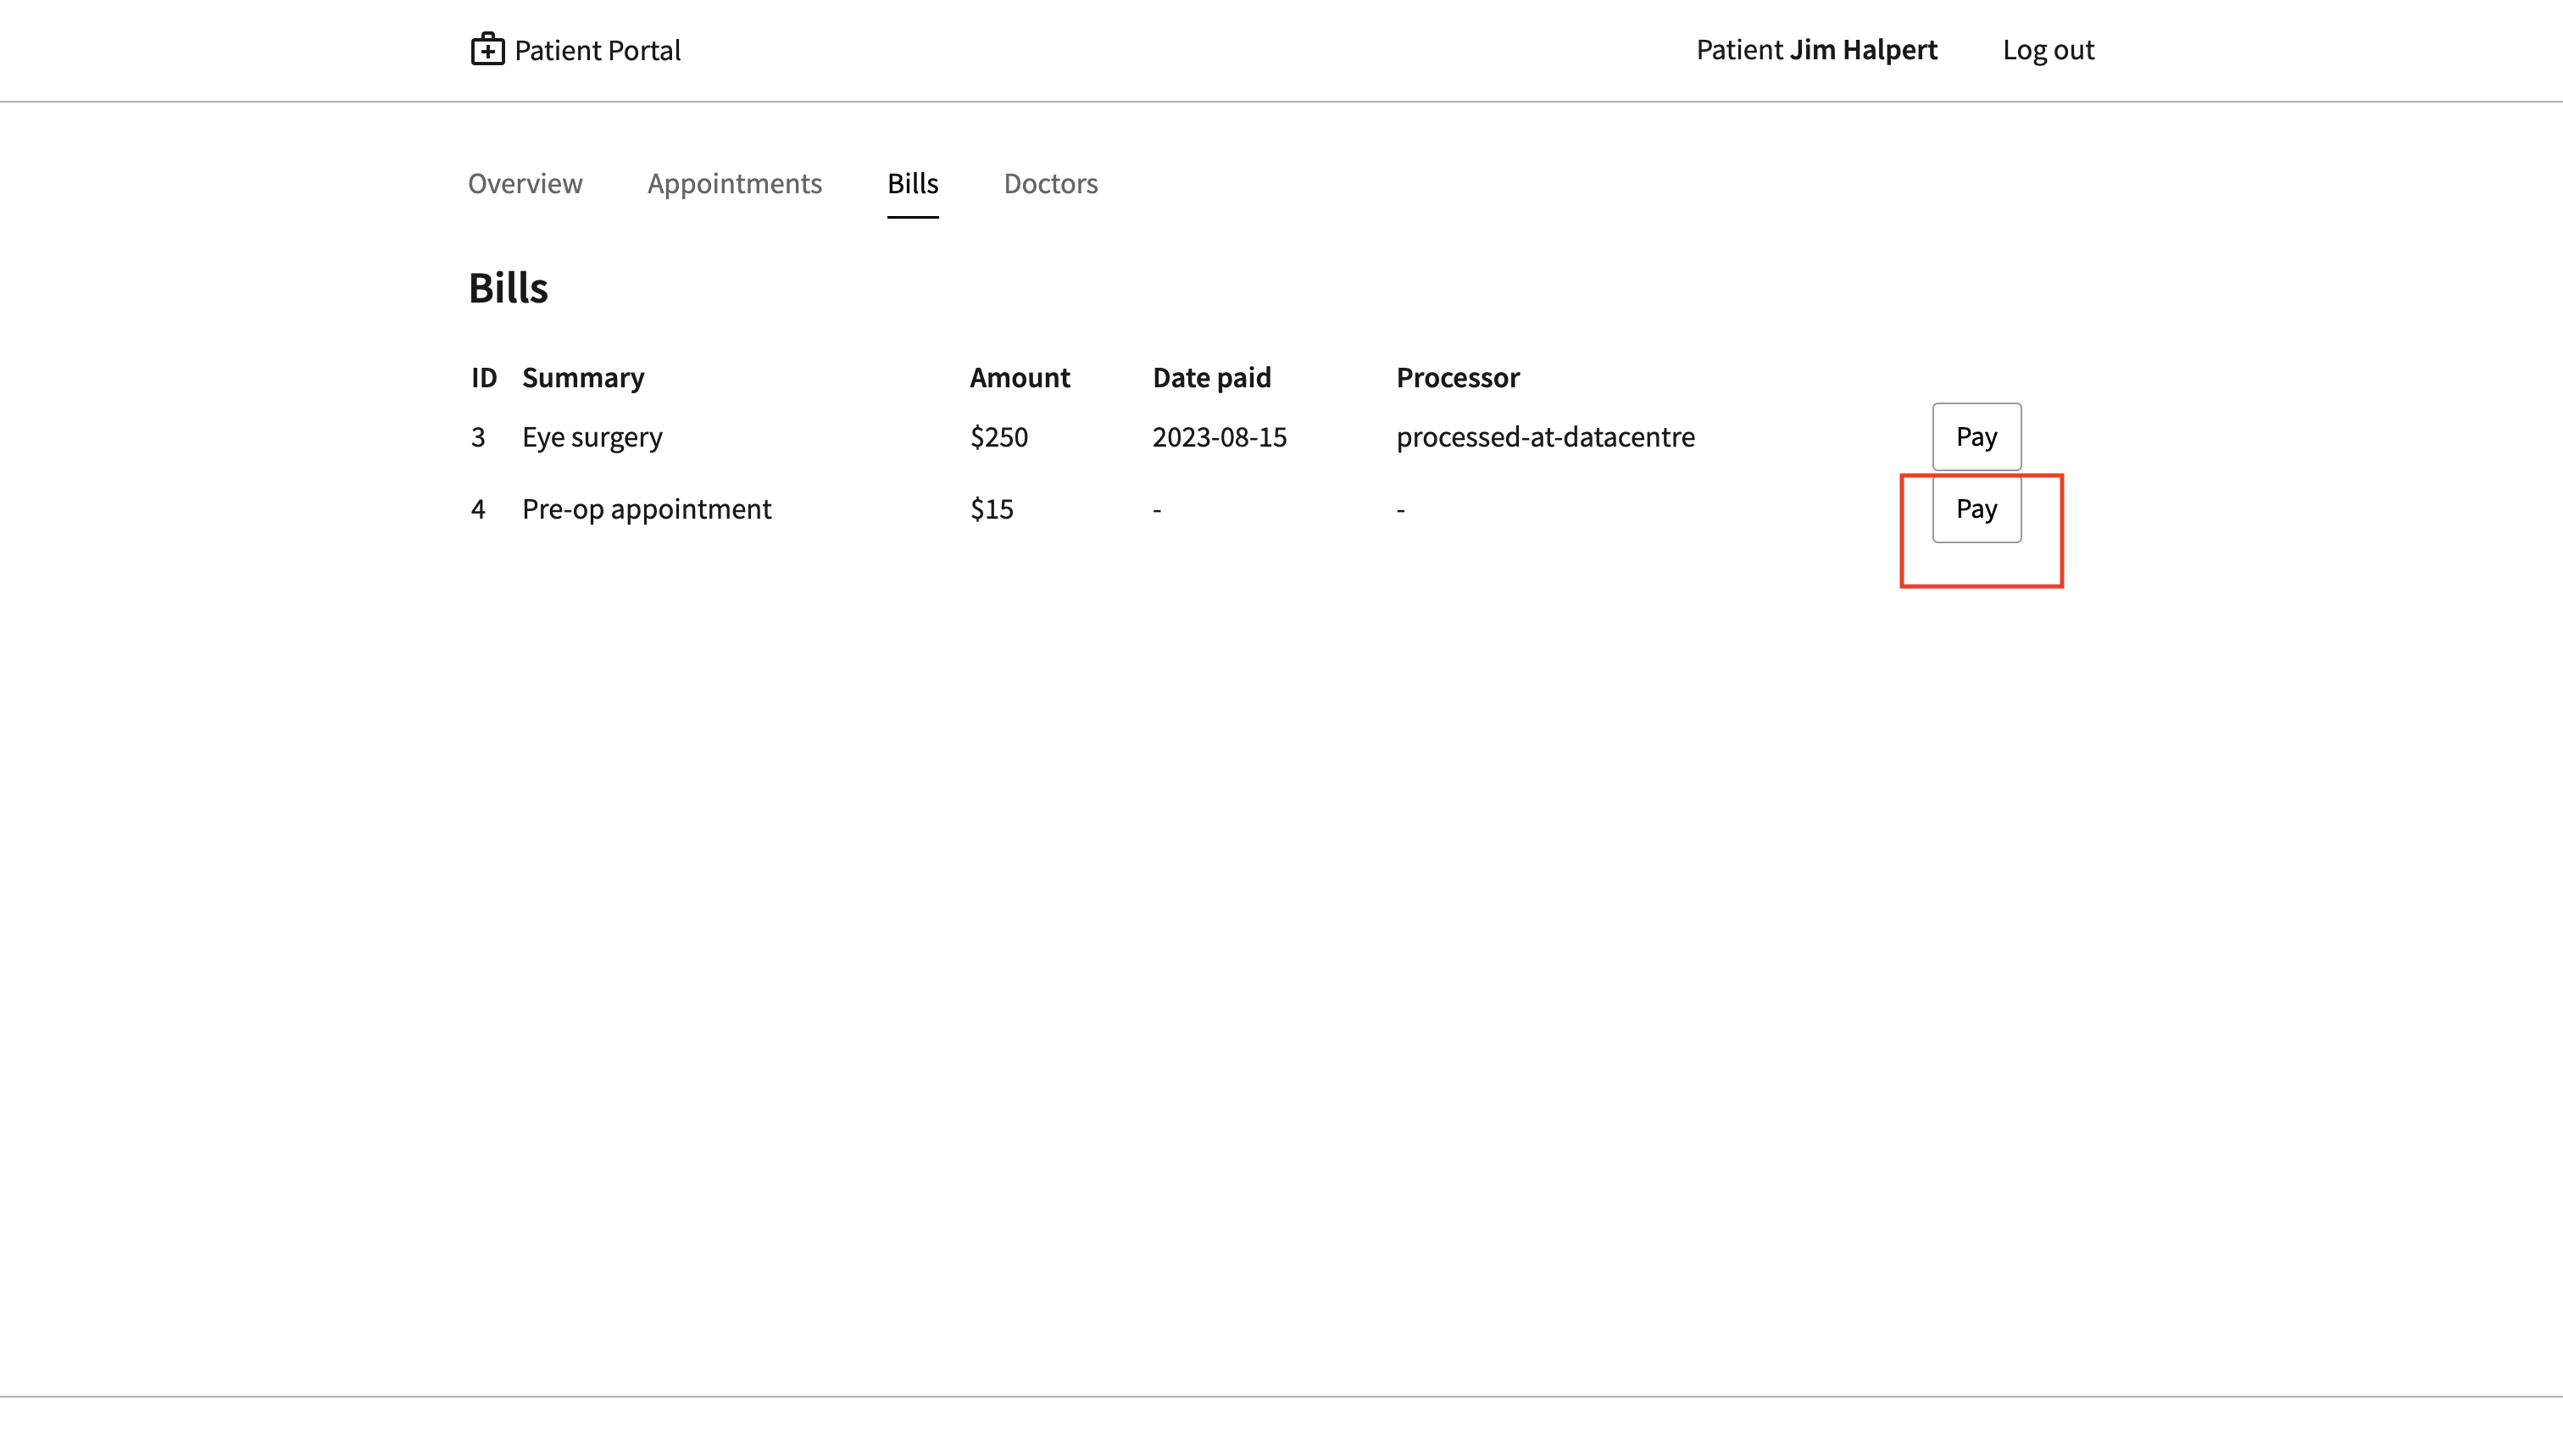 Patient Portal Patient Jim Halpert Log out
Overview Appointments Bills Doctors
Bills
ID Summary Amount Date paid Processor
3 Eye surgery $250 2023-08-15 processed-at-datacentre Pay
4 Pre-op appointment $15 - - Pay